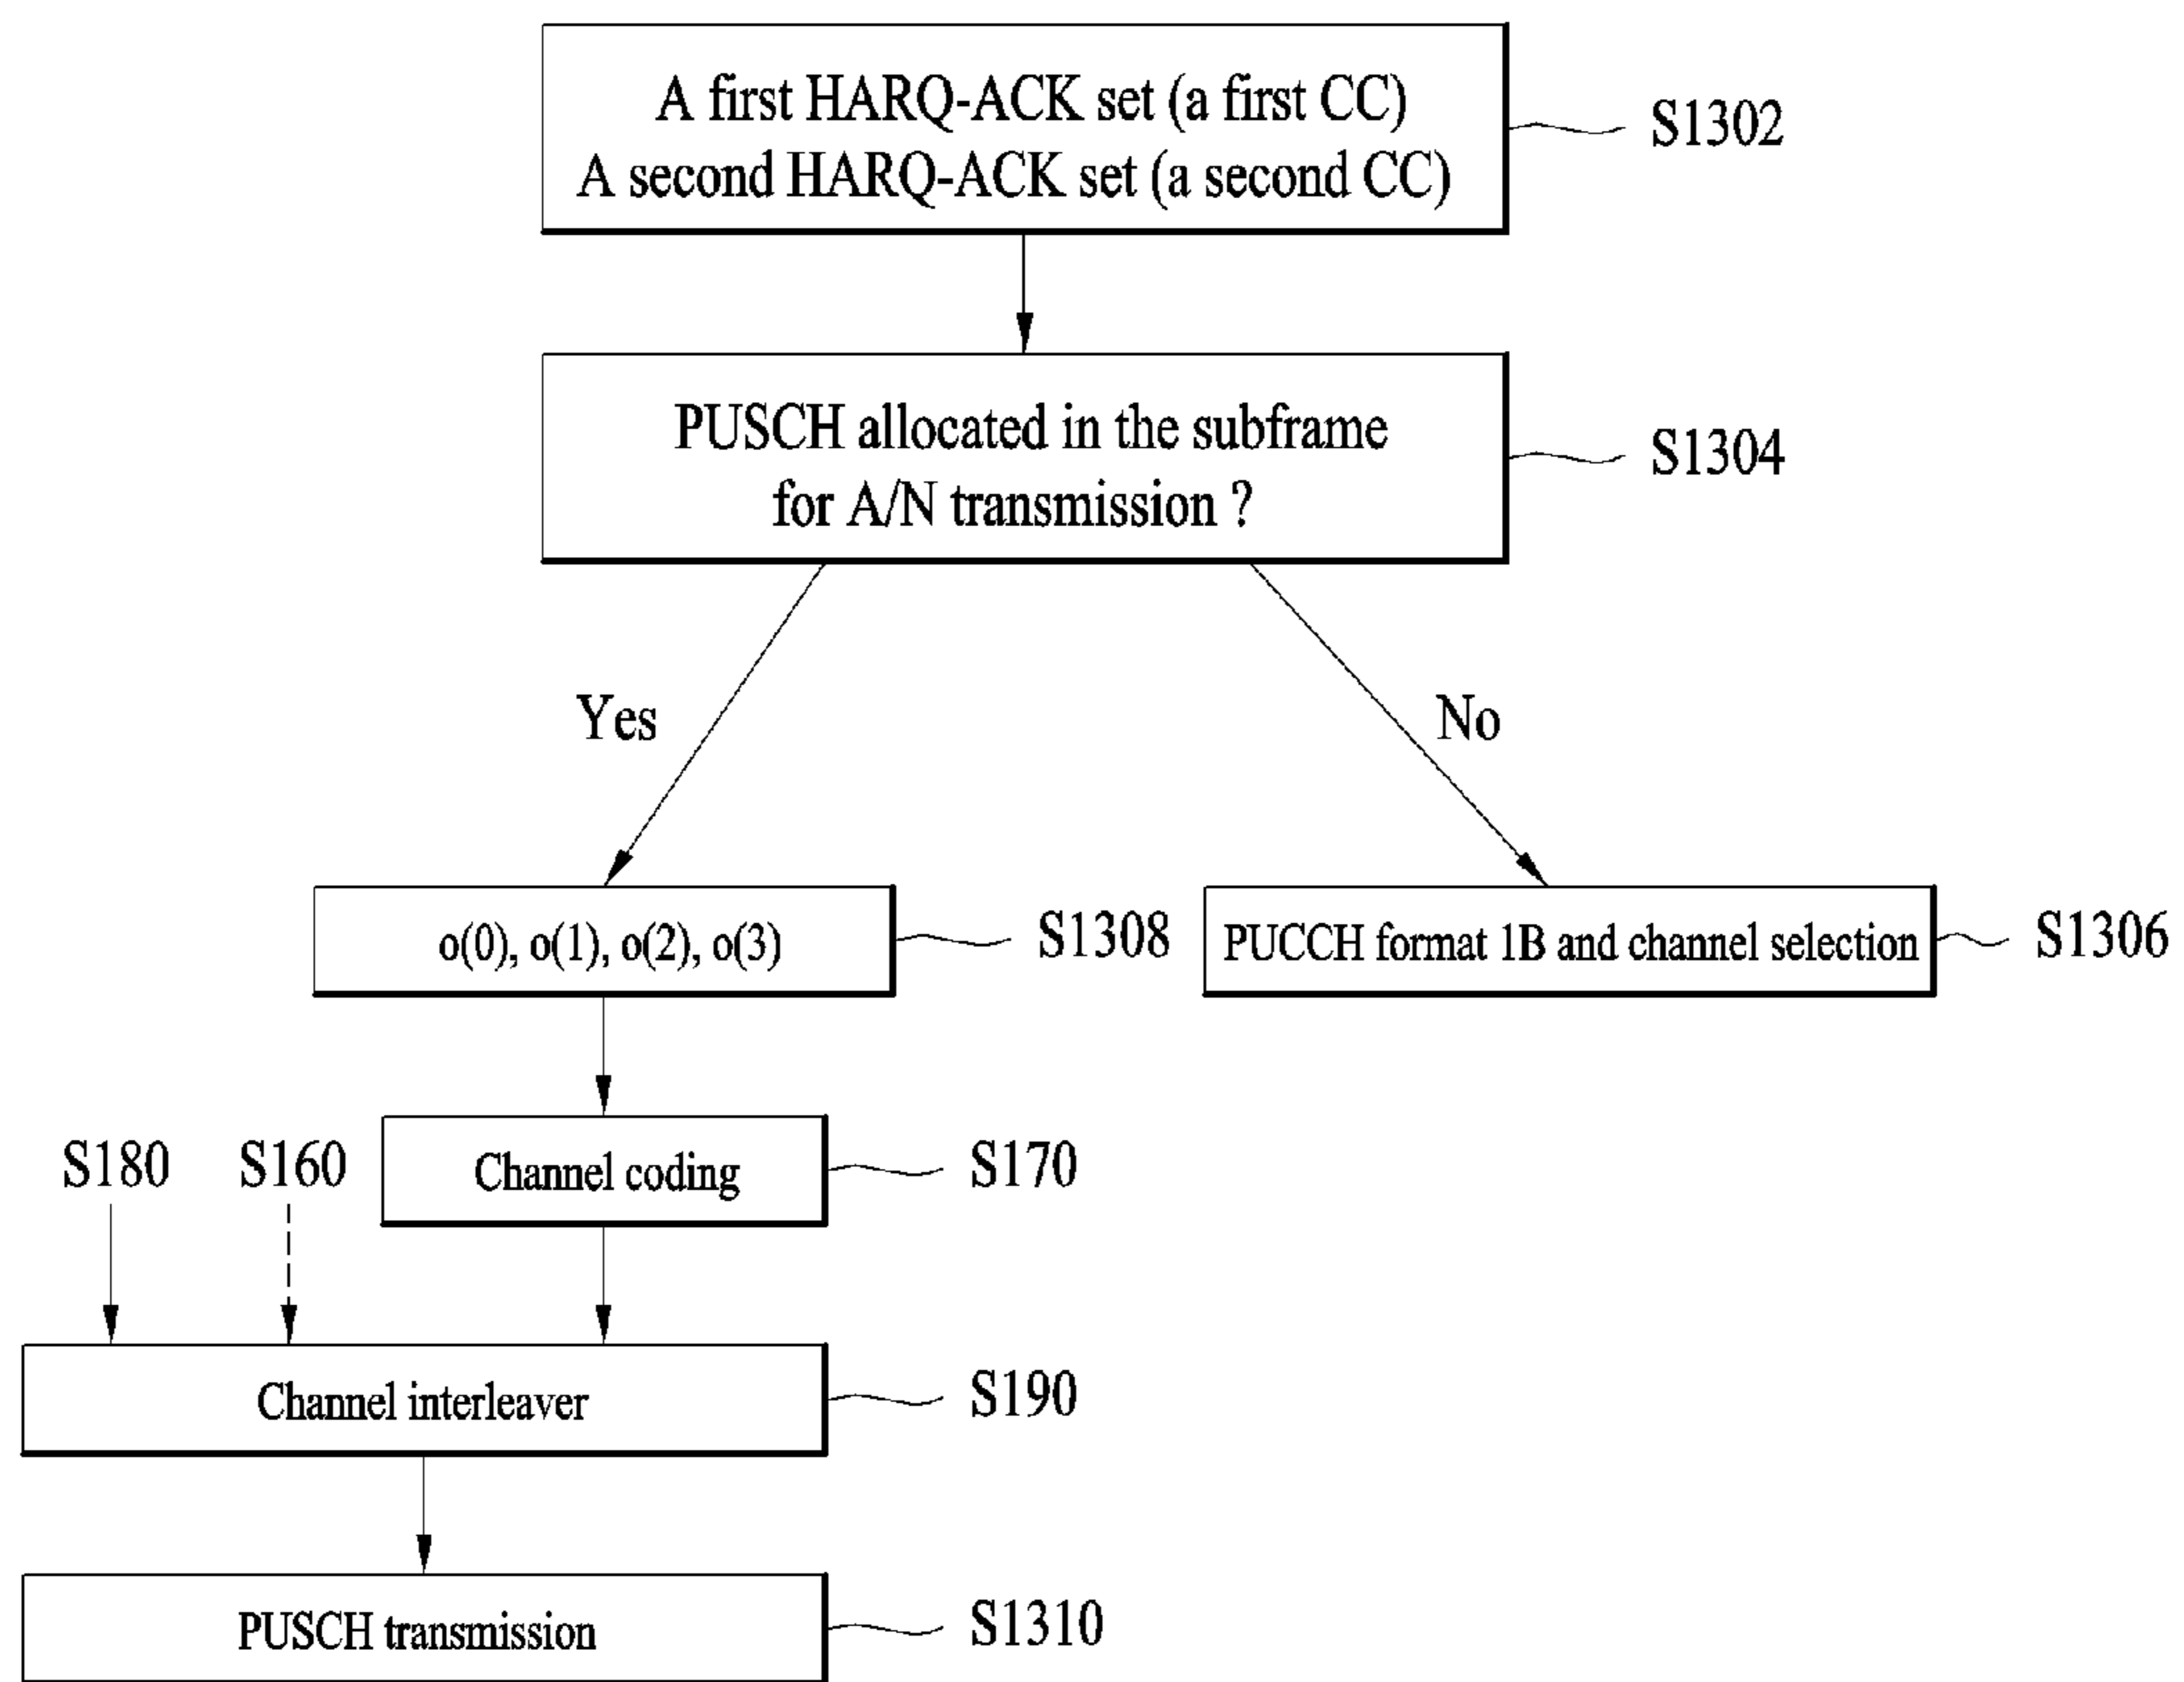 A first HARQ-ACK set (a first CC)
A second HARQ-ACK set (a second CC)
S1302
PUSCH allocated in the subframe
for A/N transmission ?
S1304
Yes
No
o(0), o(1), o(2), o(3)
S1308
PUCCH format 1B and channel selection
S1306
S180
S160
Channel coding
S170
Channel interleaver
S190
PUSCH transmission
S1310